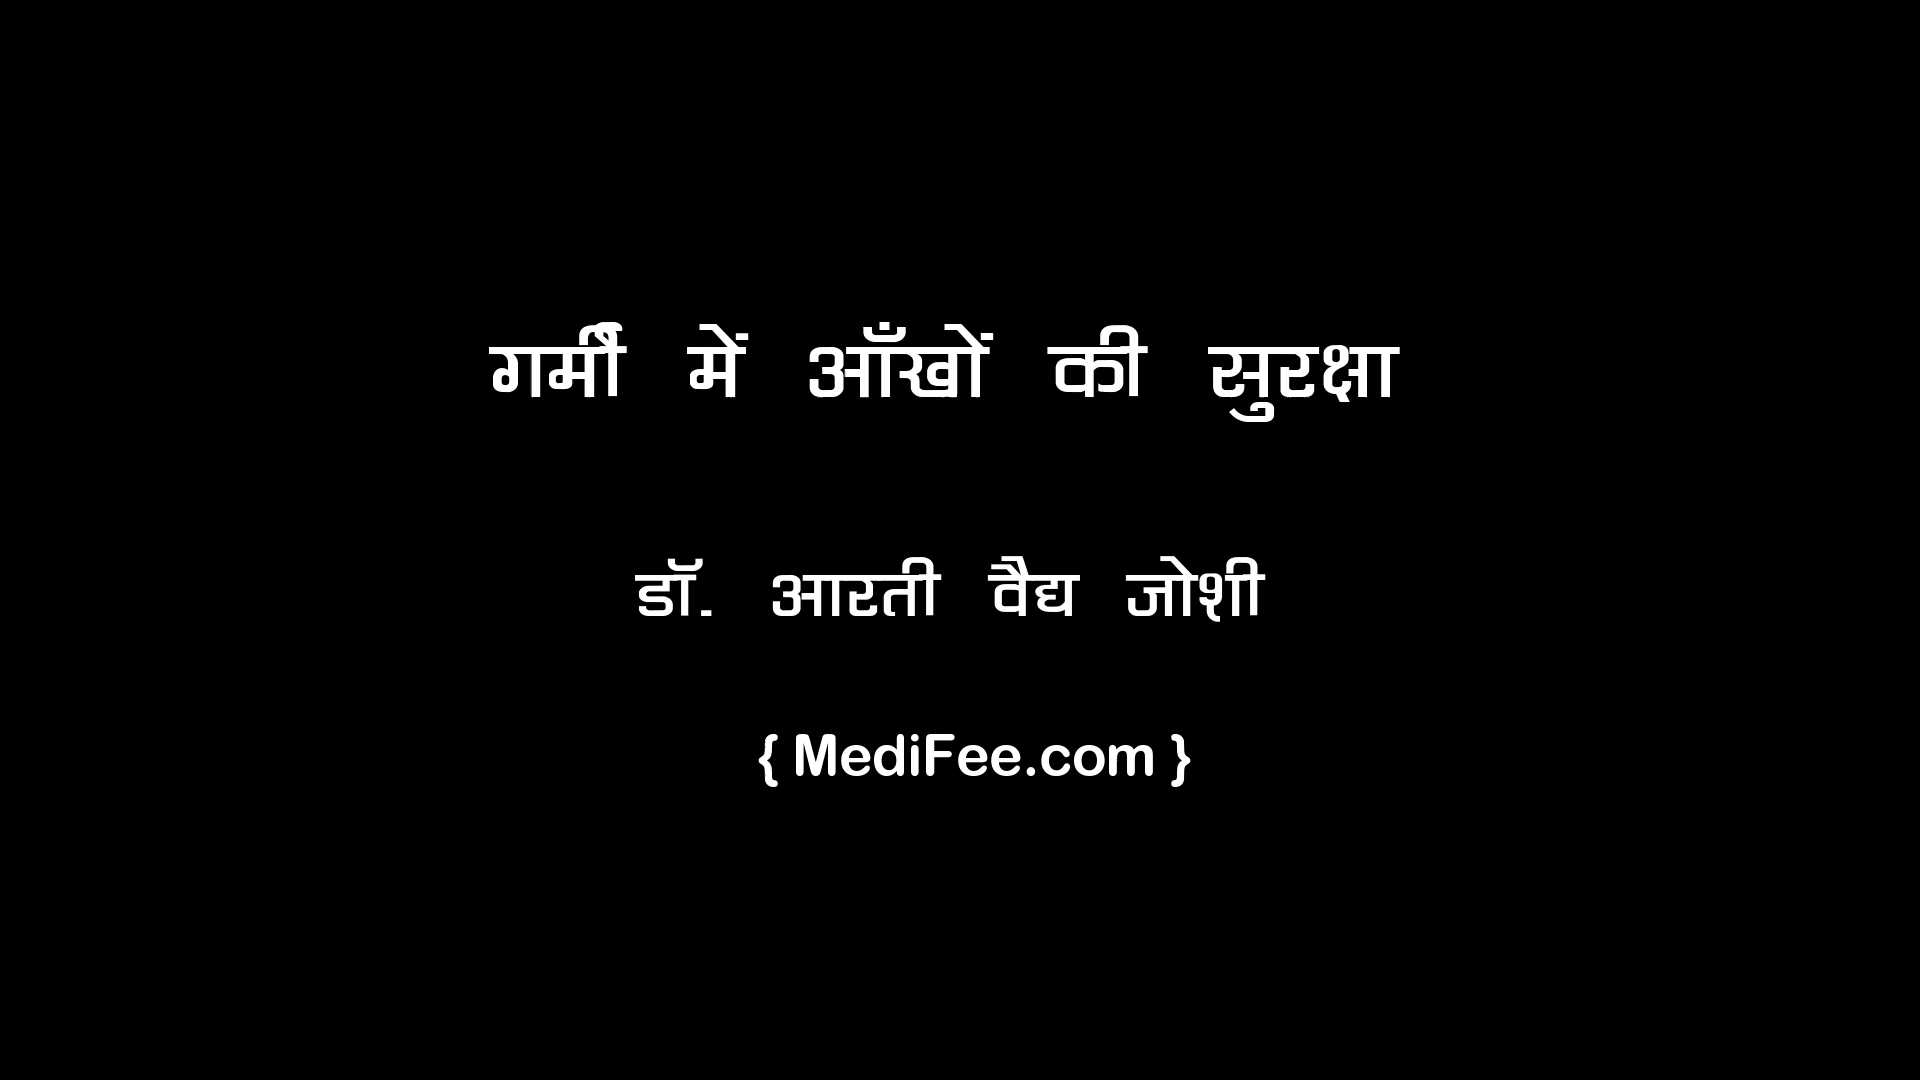 गर्मी में आँखों की सुरक्षा
डॉ. आरती वैद्य जोशी
{ MediFee.com }